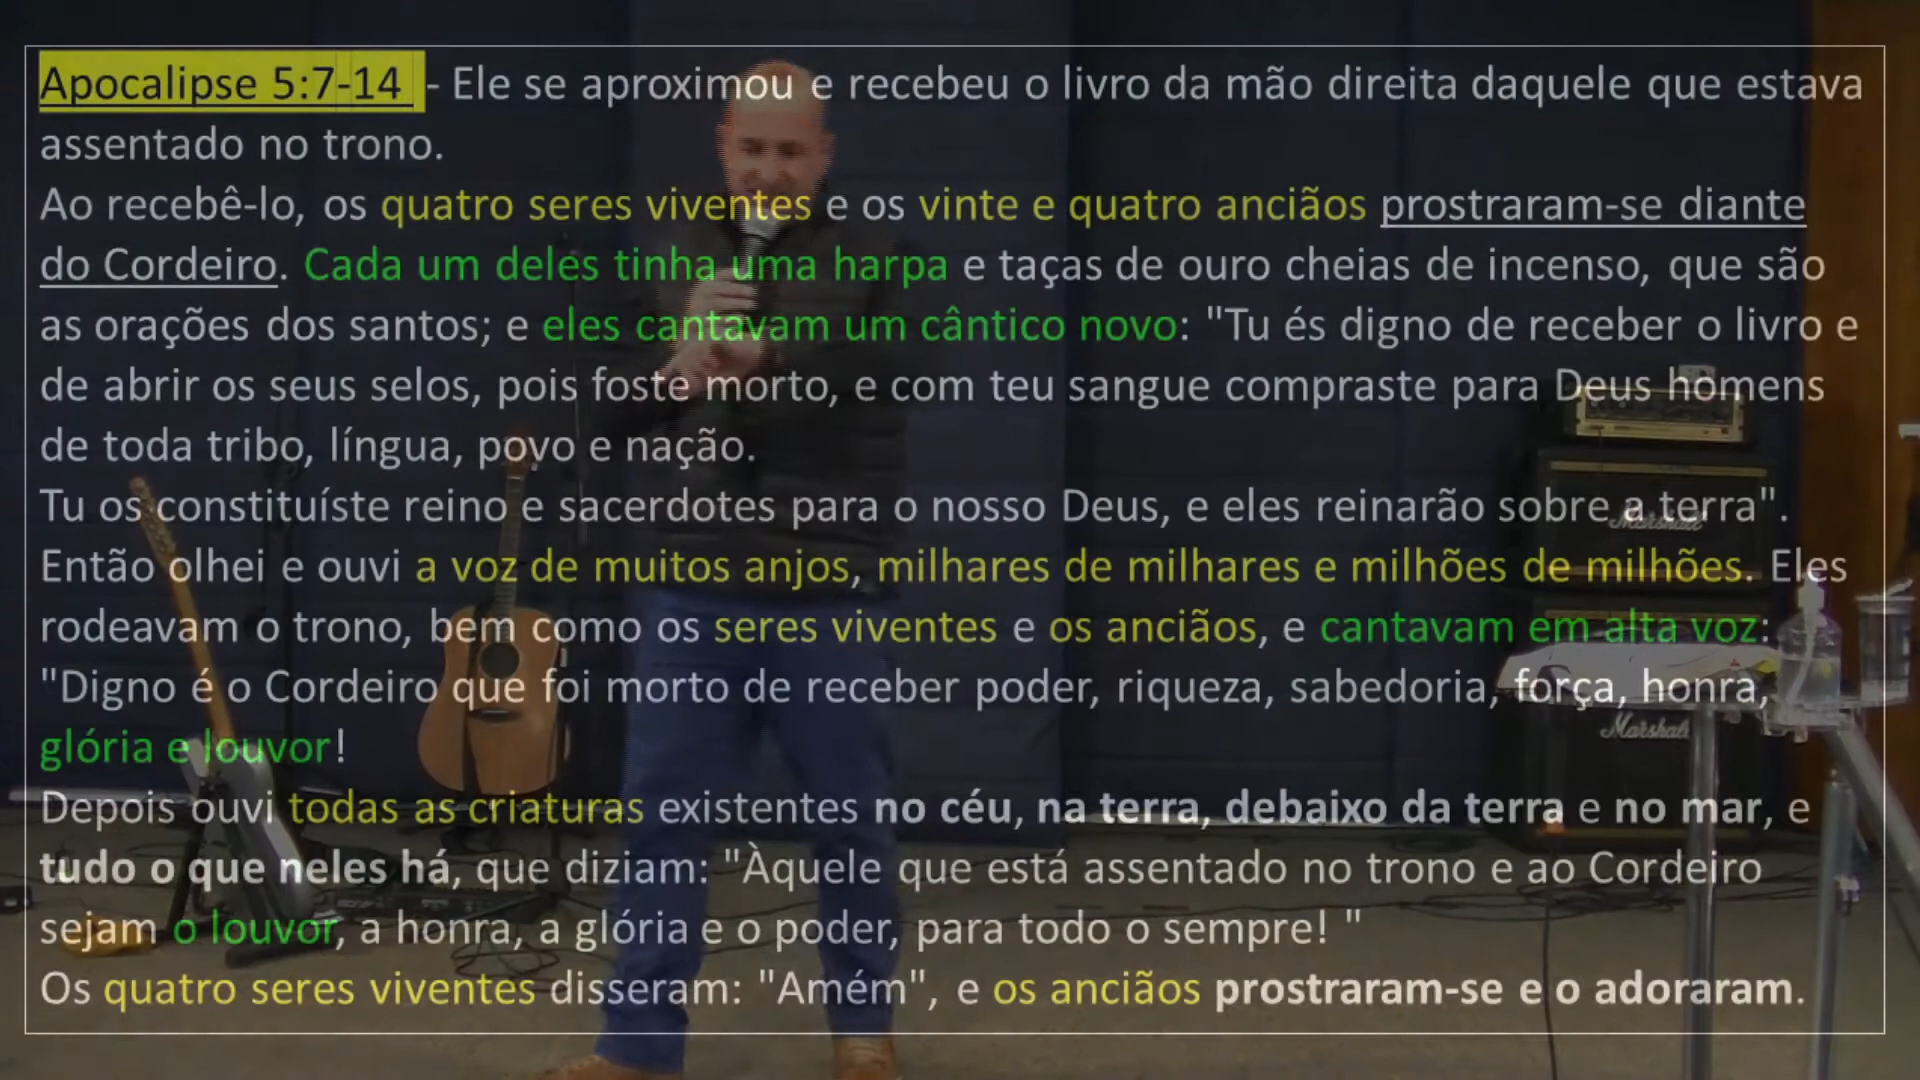 Apocalipse 5:7-14 - Ele se aproximou e recebeu o livro da mão direita daquele que estava
assentado no trono.
Ao recebê-lo, os quatro seres viventes e os vinte e quatro anciãos prostraram-se diante
do Cordeiro. Cada um deles tinha uma harpa e taças de ouro cheias de incenso, que são
as orações dos santos; e eles cantavam um cântico novo: "Tu és digno de receber o livro e
de abrir os seus selos, pois foste morto, e com teu sangue compraste para Deus homens
de toda tribo, língua, povo e nação.
Tu os constituíste reino e sacerdotes para o nosso Deus, e eles reinarão sobre a terra".
Marshall
Então olhei e ouvi a voz de muitos anjos, milhares de milhares e milhões de milhões. Eles
rodeavam o trono, bem como os seres viventes e os anciãos, e cantavam em alta voz:
"Digno é o Cordeiro que foi morto de receber poder, riqueza, sabedoria, força, honra,
Marshall
glória e louvor!
Depois ouvi todas as criaturas existentes no céu, na terra, debaixo da terra e no mar, e
tudo o que neles há, que diziam: "Àquele que está assentado no trono e ao Cordeiro
sejam o louvor, a honra, a glória e o poder, para todo o sempre! "
Os quatro seres viventes disseram: "Amém", e os anciãos prostraram-se e o adoraram.